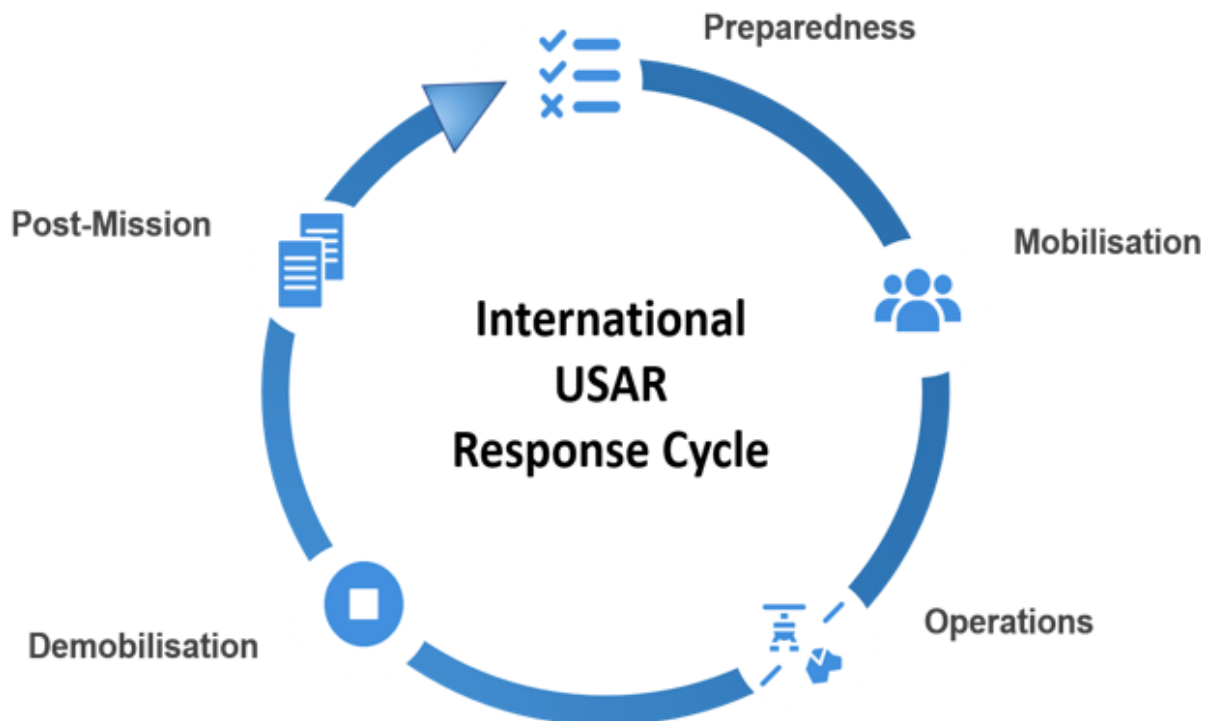 Preparedness
Mobilisation
Operations
Demobilisation
Post-Mission
International
USAR
Response Cycle